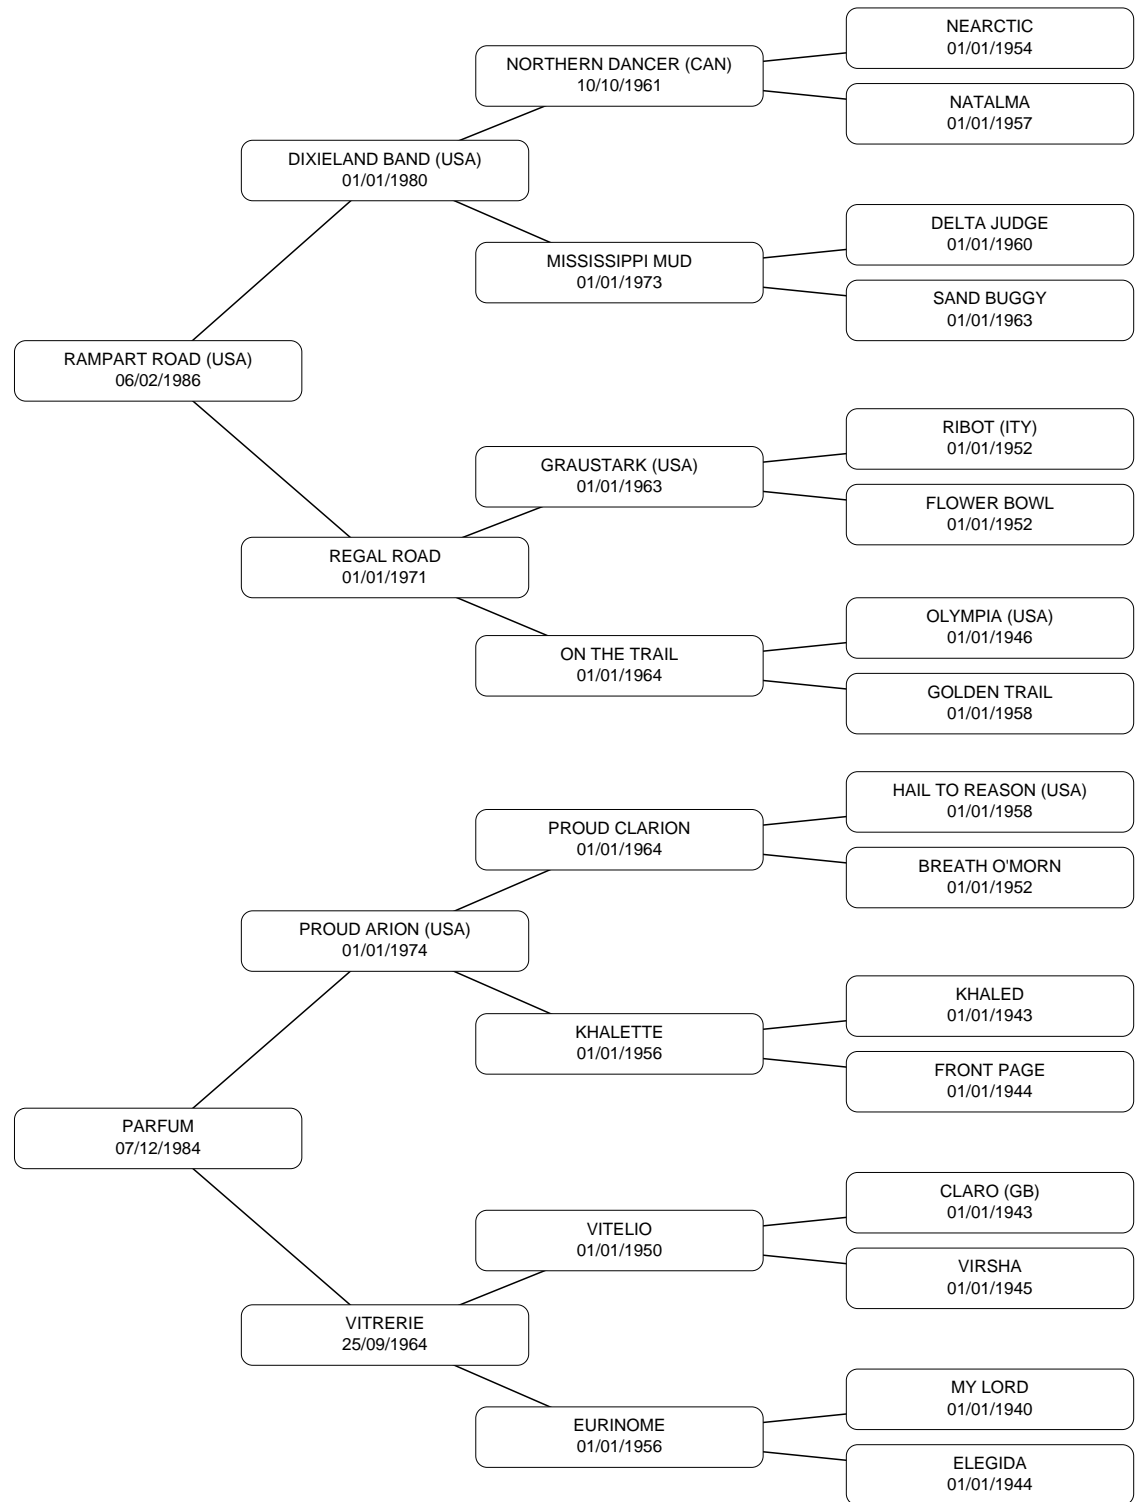 NEARCTIC
01/01/1954
NORTHERN DANCER (CAN)
10/10/1961
NATALMA
01/01/1957
DIXIELAND BAND (USA)
01/01/1980
DELTA JUDGE
01/01/1960
MISSISSIPPI MUD
01/01/1973
SAND BUGGY
01/01/1963
RAMPART ROAD (USA)
06/02/1986
RIBOT (ITY)
01/01/1952
GRAUSTARK (USA)
01/01/1963
FLOWER BOWL
01/01/1952
REGAL ROAD
01/01/1971
OLYMPIA (USA)
01/01/1946
ON THE TRAIL
01/01/1964
GOLDEN TRAIL
01/01/1958
HAIL TO REASON (USA)
01/01/1958
PROUD CLARION
01/01/1964
BREATH O'MORN
01/01/1952
PROUD ARION (USA)
01/01/1974
KHALED
01/01/1943
KHALETTE
01/01/1956
FRONT PAGE
01/01/1944
PARFUM
07/12/1984
CLARO (GB)
01/01/1943
VITELIO
01/01/1950
VIRSHA
01/01/1945
VITRERIE
25/09/1964
MY LORD
01/01/1940
EURINOME
01/01/1956
ELEGIDA
01/01/1944